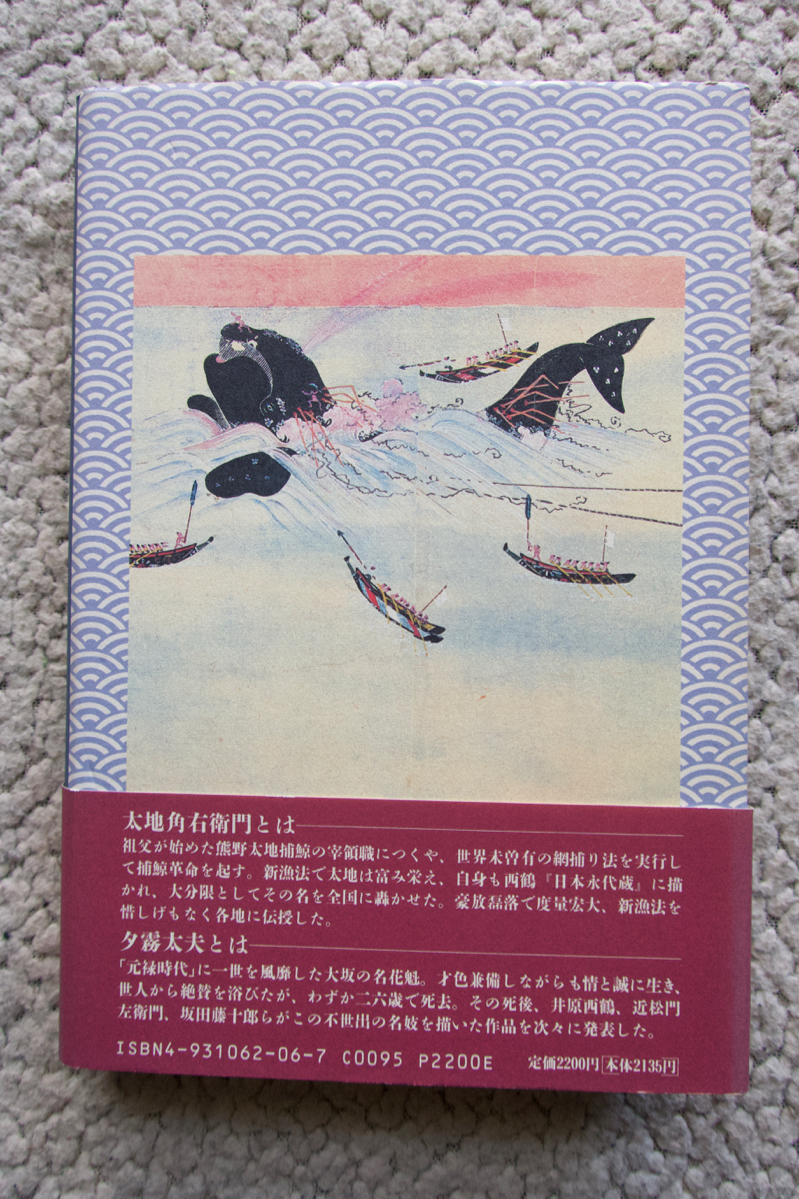 太地角右衛門とは
祖父が始めた熊野太地捕鯨の宰領職につくや、世界未曽有の網捕り法を実行し
て捕鯨革命を起す。新漁法で太地は富み栄え、自身も西鶴『日本永代蔵』に描
かれ、大分限としてその名を全国に轟かせた。豪放磊落で度量宏大、新漁法を
惜しげもなく各地に伝授した。
夕霧太夫とは
「元禄時代」に一世を風靡した大坂の名花魁。才色兼備しながらも情と誠に生き、
世人から絶賛を浴びたが、わずか二六歳で死去。その死後、井原西鶴、近松門
左衛門、坂田藤十郎らがこの不世出の名妓を描いた作品を次々に発表した。
ISBN4-931062-06-7 C0095 P2200E 定価2200円 本体2135円